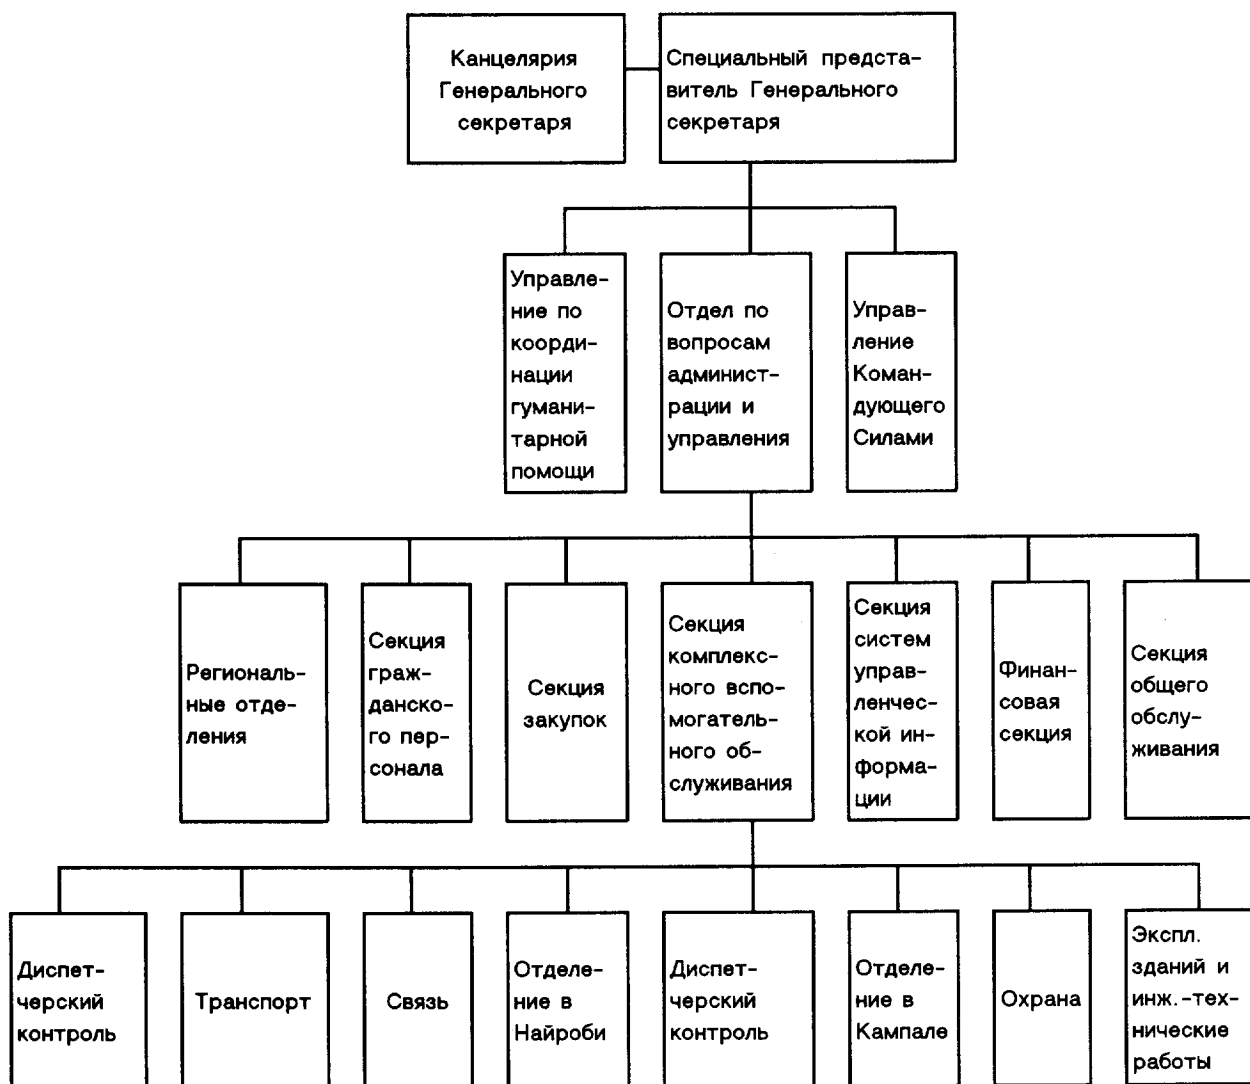 Канцелярия
Генерального
секретаря
Специальный предста-
витель Генерального
секретаря
Управле-
ние по
коорди-
нации
гумани-
тарной
помощи
Отдел по
вопросам
админист-
рации и
управления
Управ-
ление
Коман-
дующего
Силами
Региональ-
ные отде-
ления
Секция
граж-
данско-
го пер-
сонала
Секция
закупок
Секция
комплекс-
ного вспо-
могатель-
ного об-
служивания
Секция
систем
управ-
ленчес-
кой ин-
форма-
ции
Финан-
совая
секция
Секция
общего
обслу-
живания
Диспет-
черский
контроль
Транспорт
Связь
Отделе-
ние в
Найроби
Диспет-
черский
контроль
Отделе-
ние в
Кампале
Охрана
Экспл.
зданий и
инж.-тех-
нические
работы